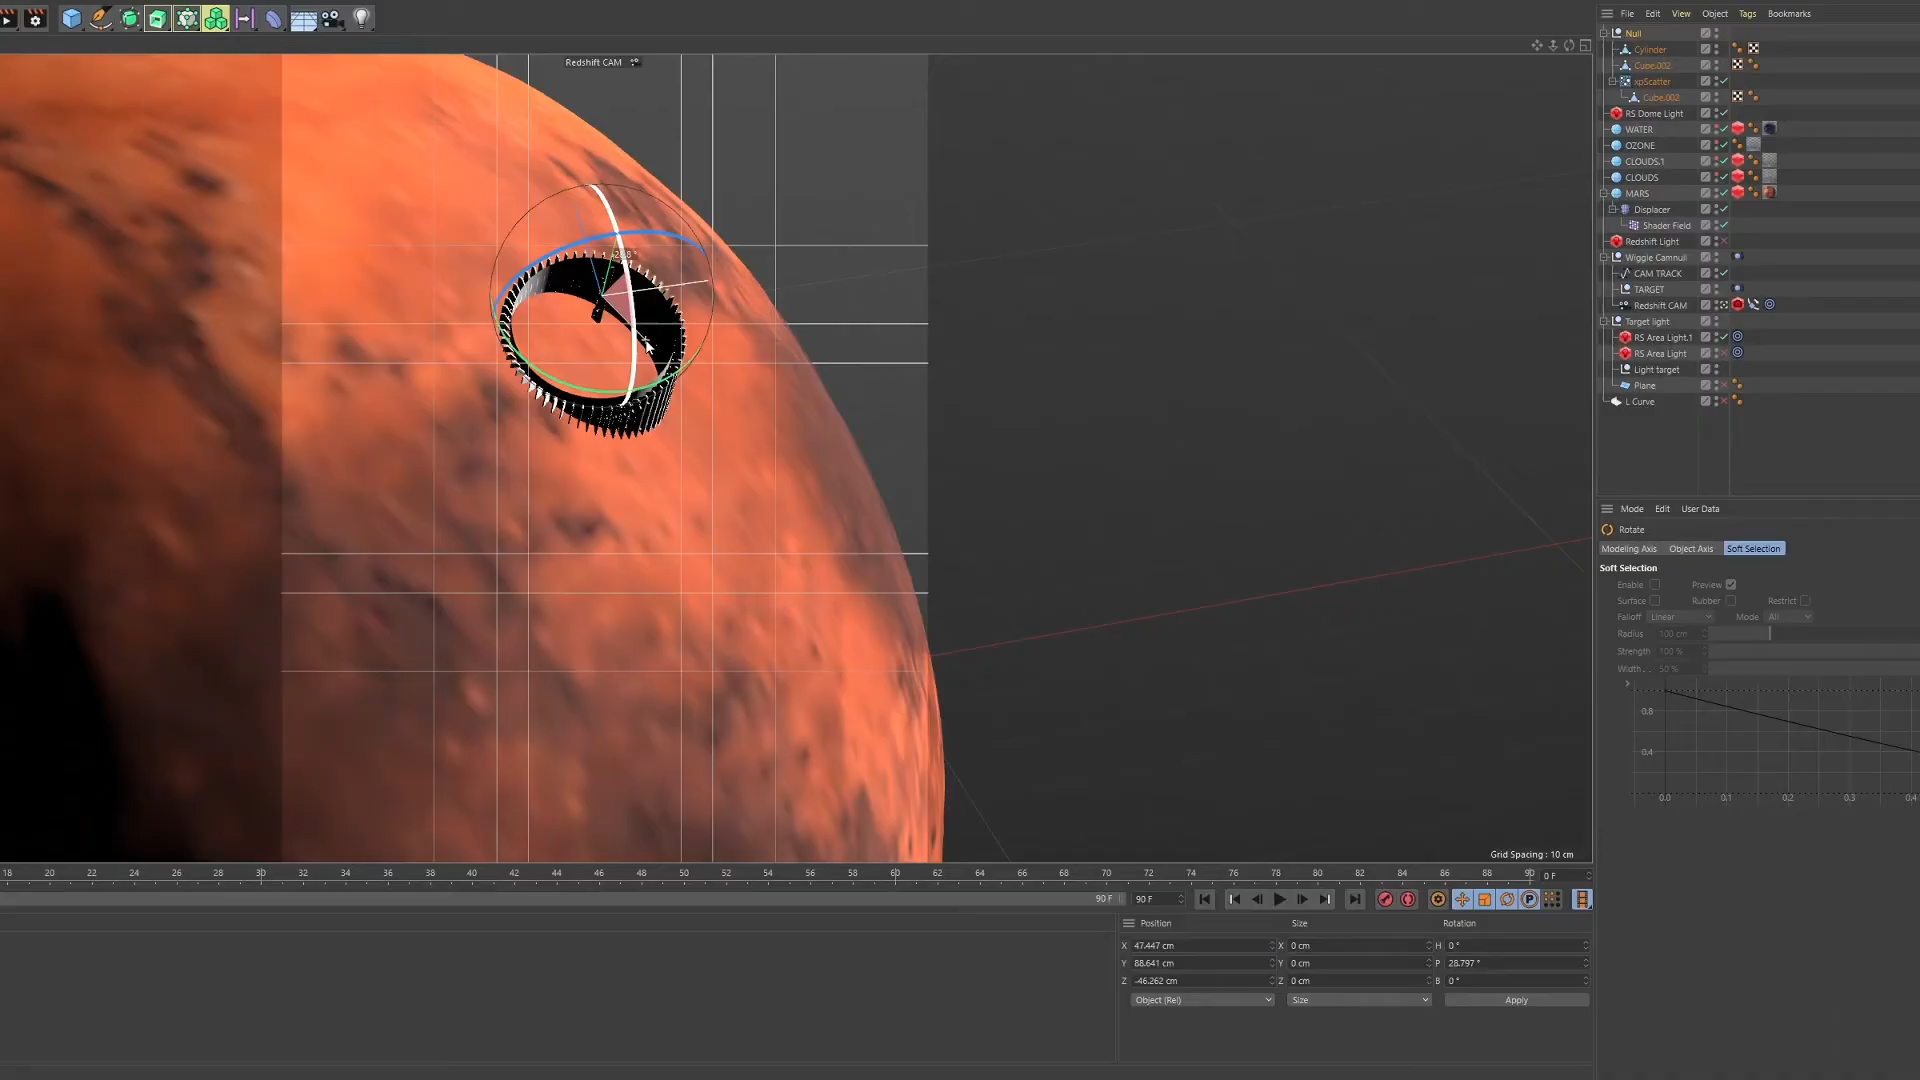 File Edit View Object Tags Bookmarks
Redshift CAM
Null
Cylinder
Cube.002
xpScatter
Cube.002
RS Dome Light
WATER
OZONE
CLOUDS.1
CLOUDS
MARS
Displacer
Shader Field
Redshift Light
Wiggle Camnull
CAM TRACK
TARGET
Redshift CAM
Target light
RS Area Light.1
RS Area Light
Light target
Plane
L Curve
Mode Edit User Data
Rotate
Modeling Axis Object Axis Soft Selection
Soft Selection
Enable Preview
Surface Rubber Restrict
Falloff Linear Mode All
Radius 100 cm
Strength 100 %
Width.. 50 %
0.8
0.4
0.0 0.1 0.2 0.3 0.4
Grid Spacing : 10 cm
18 20 22 24 26 28 30 32 34 36 38 40 42 44 46 48 50 52 54 56 58 60 62 64 66 68 70 72 74 76 78 80 82 84 86 88 90 0 F
90 F 90 F
Position Size Rotation
X 47.447 cm X 0 cm H 0 °
Y 88.641 cm Y 0 cm P 28.797 °
Z -46.262 cm Z 0 cm B 0 °
Object (Rel) Size Apply